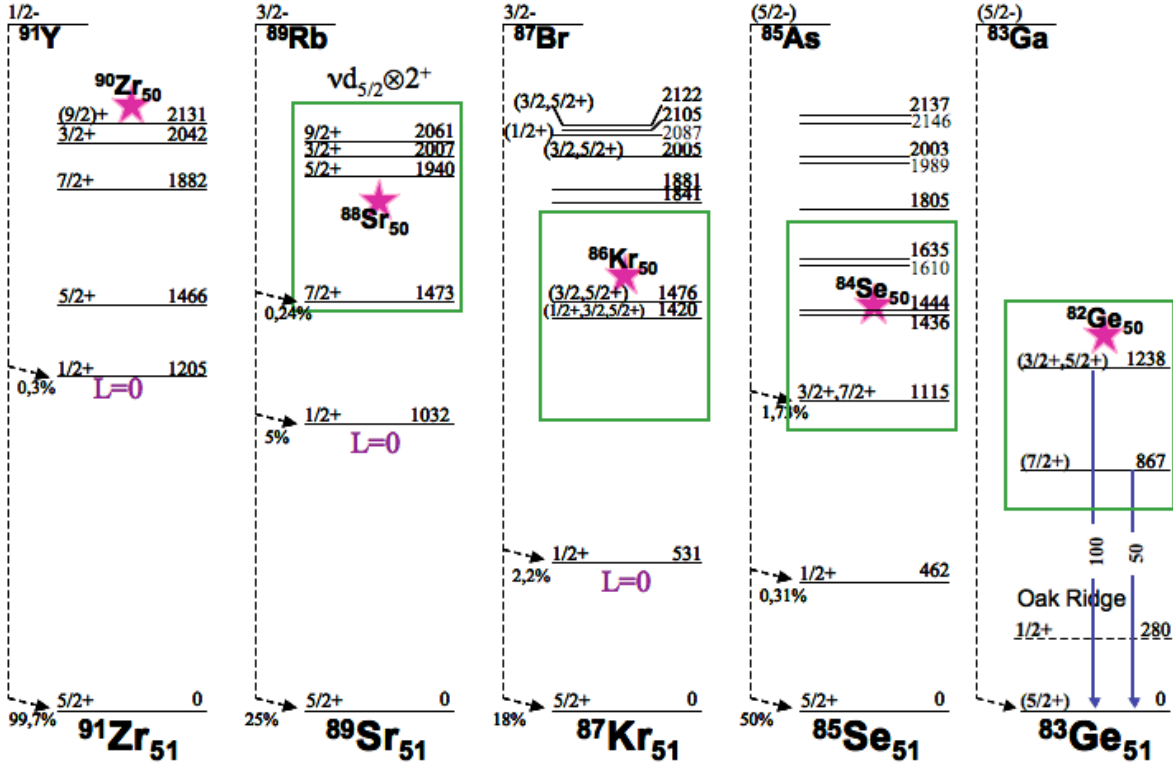 1/2-
91Y
90Zr50
(9/2)+ 2131
3/2+ 2042
7/2+ 1882
5/2+ 1466
0,3%
1/2+ 1205
L=0
5/2+ 0
99,7%
91Zr51
3/2-
89Rb
νd5/2⊗2+
9/2+ 2061
3/2+ 2007
5/2+ 1940
88Sr50
7/2+ 1473
0,24%
1/2+ 1032
5%
L=0
5/2+ 0
25%
89Sr51
3/2-
87Br
(3/2,5/2+) 2122
2105
(1/2+) 2087
(3/2,5/2+) 2005
1881
1841
86Kr50
(3/2,5/2+) 1476
(1/2+,3/2,5/2+) 1420
1/2+ 531
2,2%
L=0
5/2+ 0
18%
87Kr51
(5/2-)
85As
2137
2146
2003
1989
1805
1635
1610
84Se50
1444
1436
3/2+,7/2+ 1115
1/2+ 462
0,31%
5/2+ 0
50%
85Se51
(5/2-)
83Ga
82Ge50
(3/2+,5/2+) 1238
(7/2+) 867
100
50
Oak Ridge
1/2+ 280
(5/2+) 0
83Ge51